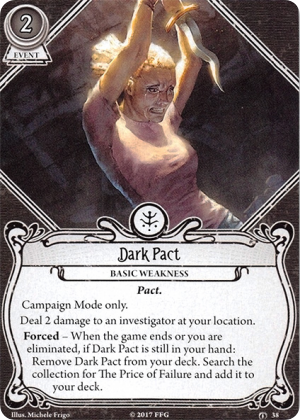 2
EVENT
Dark Pact
BASIC WEAKNESS
Pact.
Campaign Mode only.
Deal 2 damage to an investigator at your location.
Forced – When the game ends or you are
eliminated, if Dark Pact is still in your hand:
Remove Dark Pact from your deck. Search the
collection for The Price of Failure and add it to
your deck.
Illus. Michele Frigo
© 2017 FFG
38